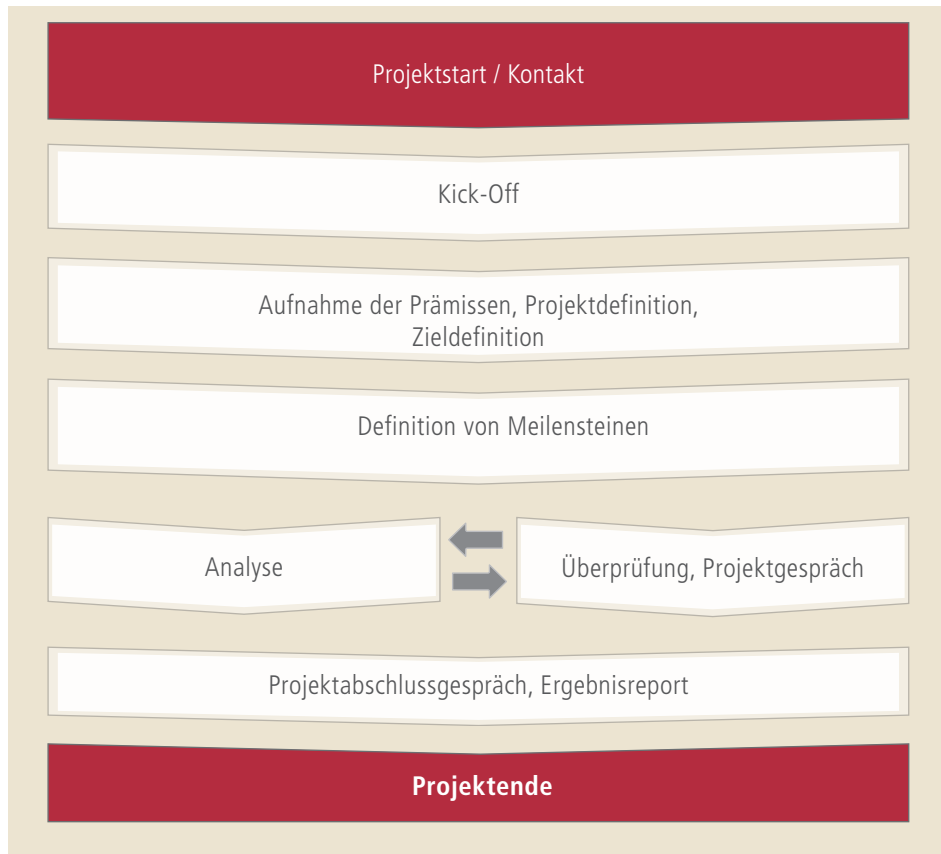 Projektstart / Kontakt
Kick-Off
Aufnahme der Prämissen, Projektdefinition,
Zieldefinition
Definition von Meilensteinen
Analyse
Überprüfung, Projektgespräch
Projektabschlussgespräch, Ergebnisreport
Projektende